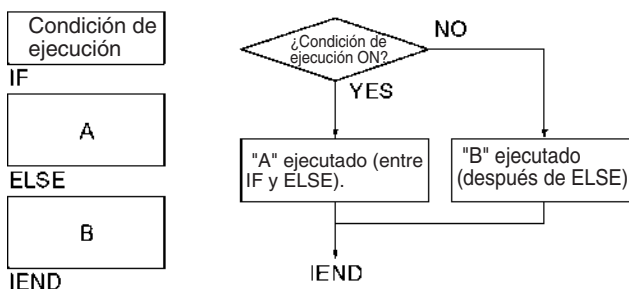 Condición de
ejecución
IF
A
ELSE
B
IEND
¿Condición de
ejecución ON?
NO
YES
"A" ejecutado (entre
IF y ELSE).
"B" ejecutado
(después de ELSE)
IEND